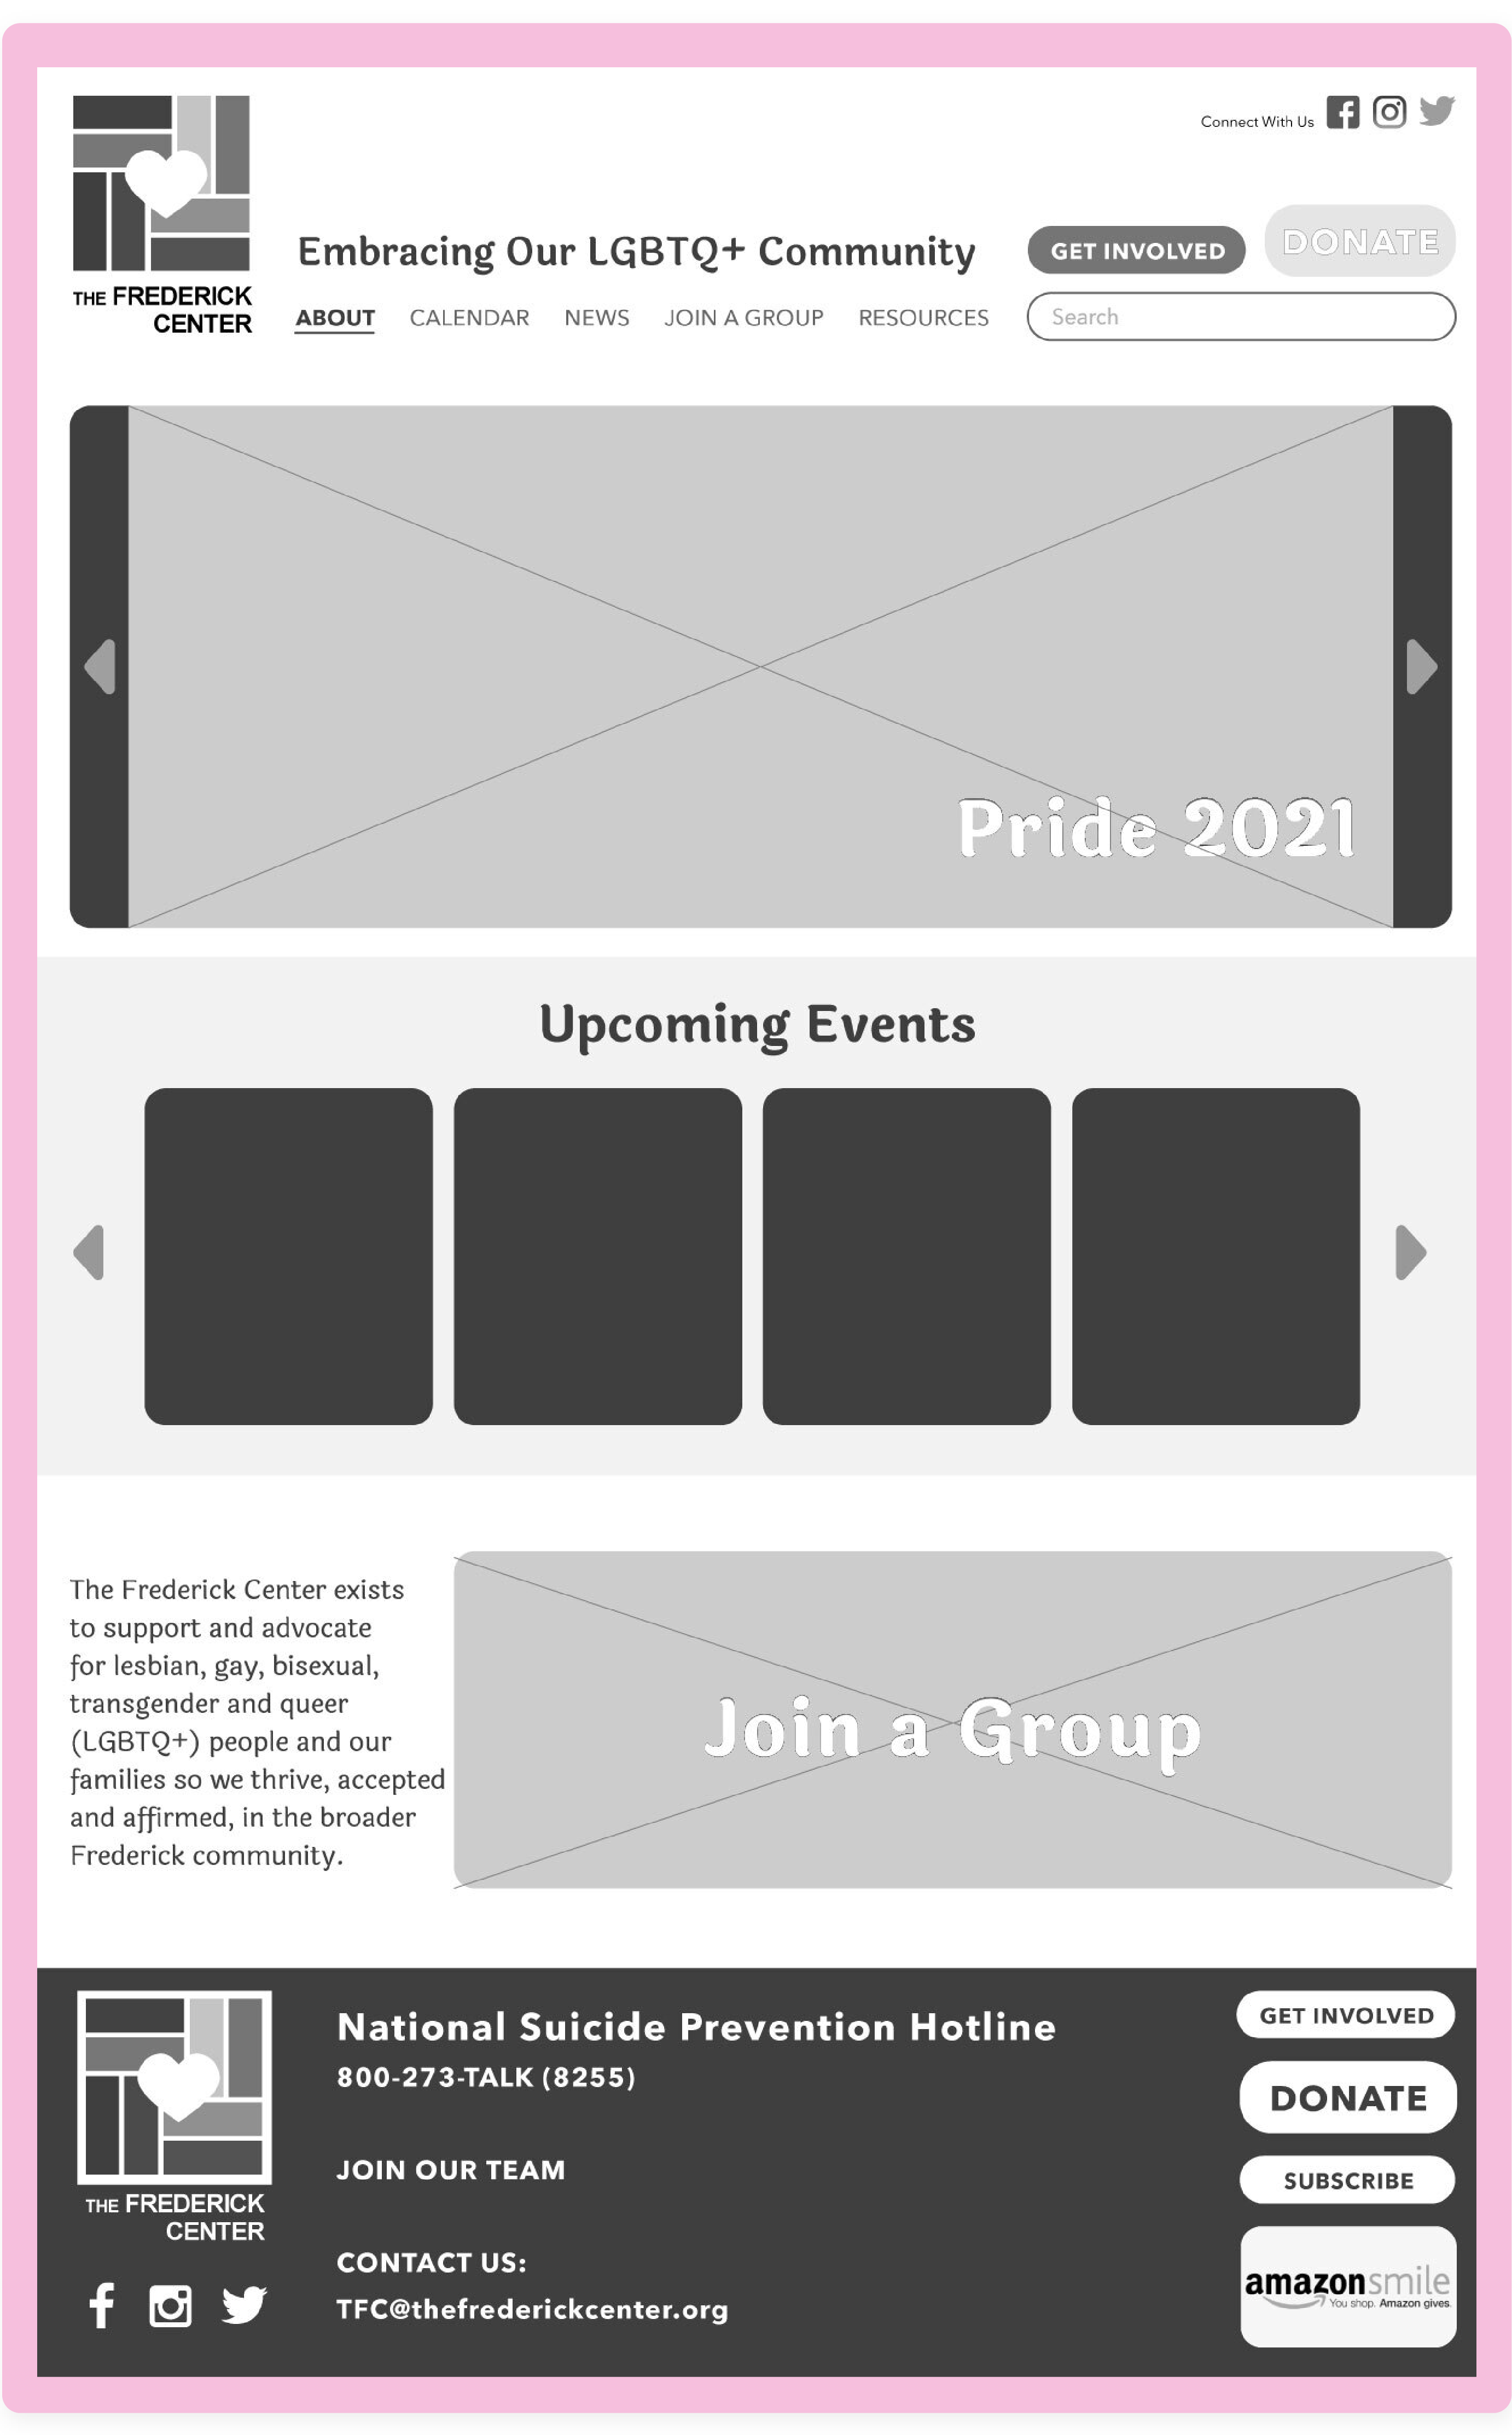 Connect With Us
Embracing Our LGBTQ+ Community
GET INVOLVED
DONATE
THE FREDERICK
CENTER
ABOUT CALENDAR NEWS JOIN A GROUP RESOURCES
Search
Pride 2021
Upcoming Events
The Frederick Center exists
to support and advocate
for lesbian, gay, bisexual,
transgender and queer
(LGBTQ+) people and our
families so we thrive, accepted
and affirmed, in the broader
Frederick community.
Join a Group
THE FREDERICK
CENTER
National Suicide Prevention Hotline
800-273-TALK (8255)
JOIN OUR TEAM
CONTACT US:
TFC@thefrederickcenter.org
GET INVOLVED
DONATE
SUBSCRIBE
amazonsmile
You shop. Amazon gives.